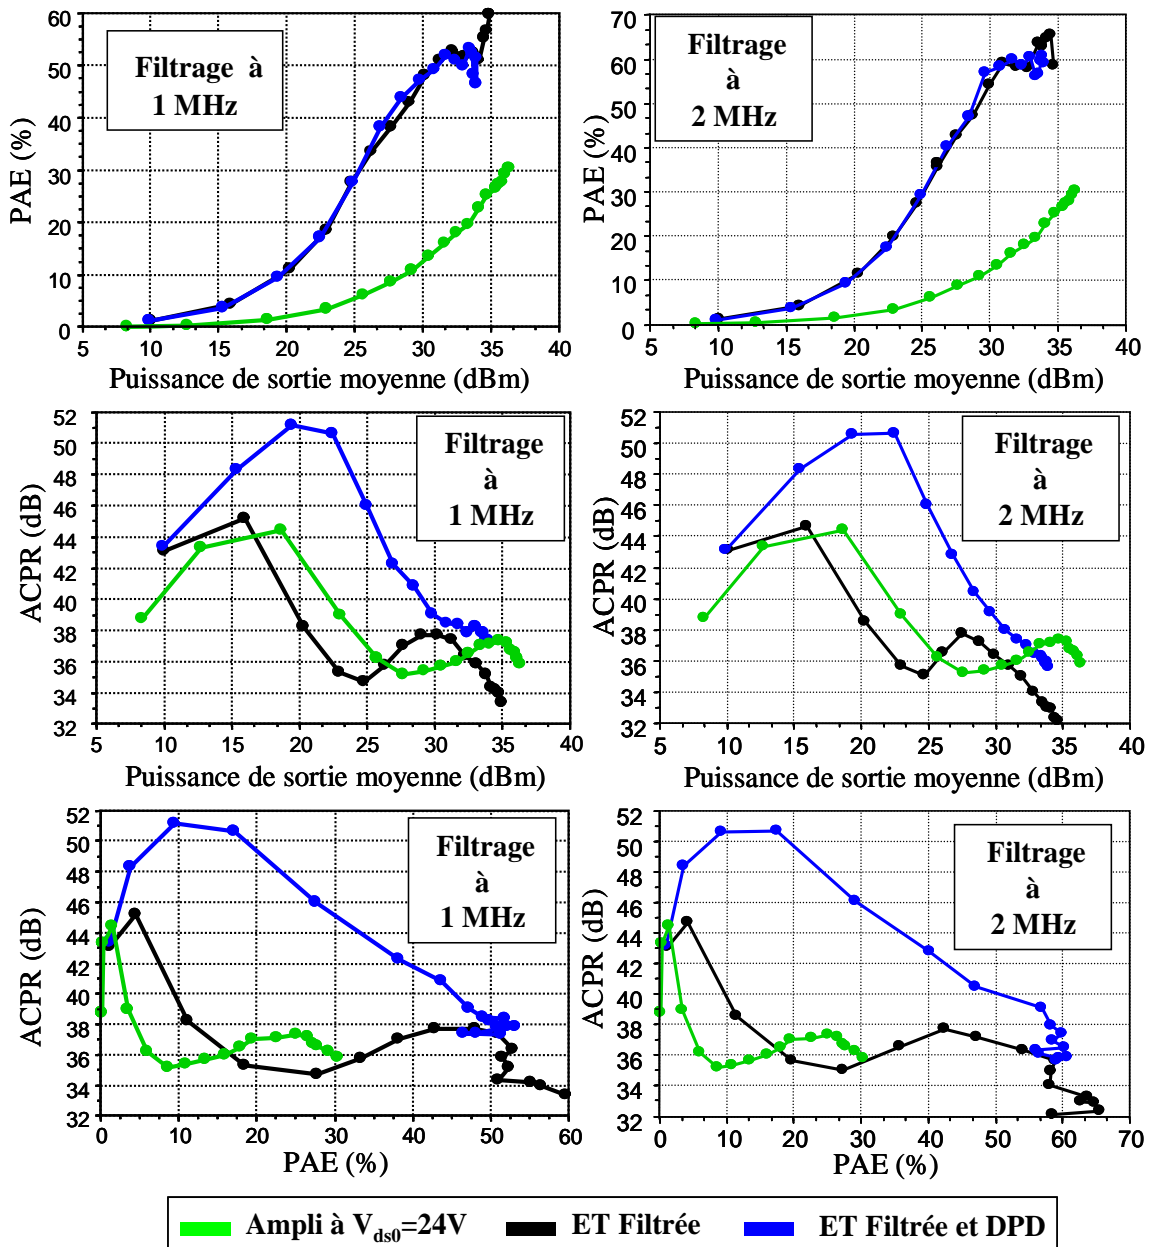 60
50
40
30
20
10
0
PAE (%)
Filtrage à
1 MHz
5 10 15 20 25 30 35 40
Puissance de sortie moyenne (dBm)
70
60
50
40
30
20
10
0
PAE (%)
Filtrage
à
2 MHz
5 10 15 20 25 30 35 40
Puissance de sortie moyenne (dBm)
52
50
48
46
44
42
40
38
36
34
32
ACPR (dB)
Filtrage
à
1 MHz
5 10 15 20 25 30 35 40
Puissance de sortie moyenne (dBm)
52
50
48
46
44
42
40
38
36
34
32
ACPR (dB)
Filtrage
à
2 MHz
5 10 15 20 25 30 35 40
Puissance de sortie moyenne (dBm)
52
50
48
46
44
42
40
38
36
34
32
ACPR (dB)
Filtrage
à
1 MHz
0 10 20 30 40 50 60
PAE (%)
52
50
48
46
44
42
40
38
36
34
32
ACPR (dB)
Filtrage
à
2 MHz
0 10 20 30 40 50 60 70
PAE (%)
Ampli à Vds0=24V ET Filtrée ET Filtrée et DPD